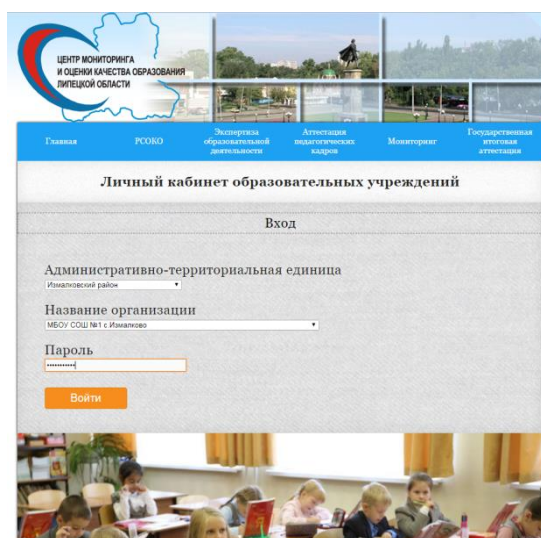 ЦЕНТР МОНИТОРИНГА
И ОЦЕНКИ КАЧЕСТВА ОБРАЗОВАНИЯ
ЛИПЕЦКОЙ ОБЛАСТИ
Главная
РСОКО
Экспертиза
образовательной
деятельности
Аттестация
педагогических
кадров
Мониторинг
Государственная
итоговая
аттестация
Личный кабинет образовательных учреждений
Вход
Административно-территориальная единица
Измалковский район
Название организации
МБОУ СОШ №1 с.Измалково
Пароль
Войти